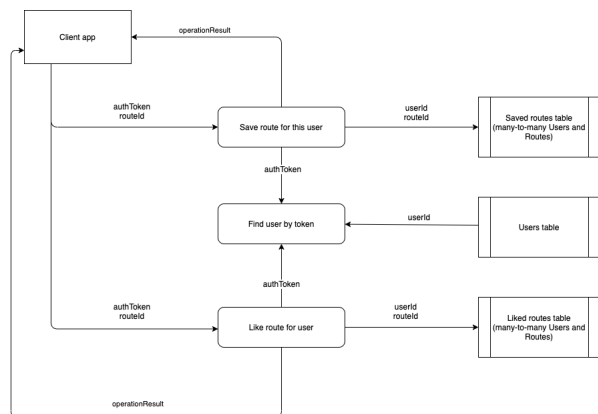 operationResult
Client app
authToken
routeId
Save route for this user
userId
routeId
Saved routes table
(many-to-many Users and
Routes)
authToken
Find user by token
userId
Users table
authToken
authToken
routeId
Like route for user
userId
routeId
Liked routes table
(many-to-many Users and
Routes)
operationResult